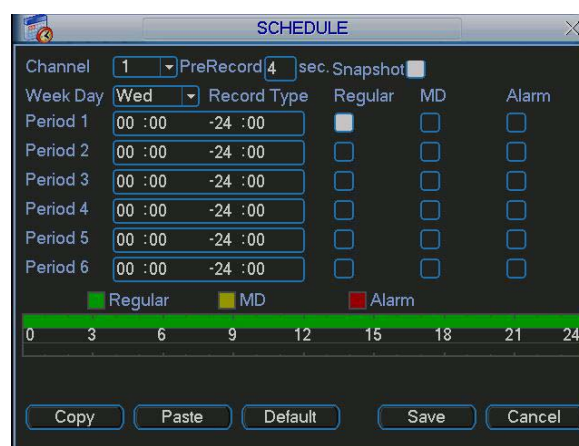 SCHEDULE
Channel 1 PreRecord 4 sec. Snapshot
Week Day Wed Record Type Regular MD Alarm
Period 1 00 :00 -24 :00
Period 2 00 :00 -24 :00
Period 3 00 :00 -24 :00
Period 4 00 :00 -24 :00
Period 5 00 :00 -24 :00
Period 6 00 :00 -24 :00
Regular MD Alarm
0 3 6 9 12 15 18 21 24
Copy Paste Default Save Cancel